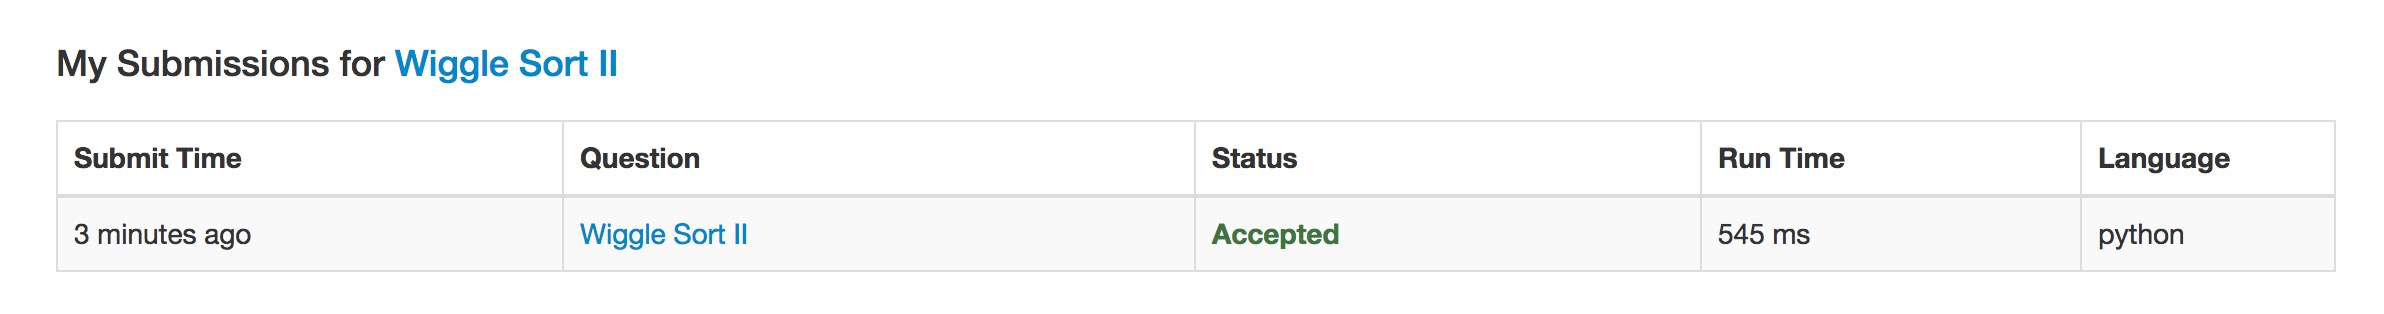 My Submissions for Wiggle Sort II
Submit Time Question Status Run Time Language
3 minutes ago Wiggle Sort II Accepted 545 ms python